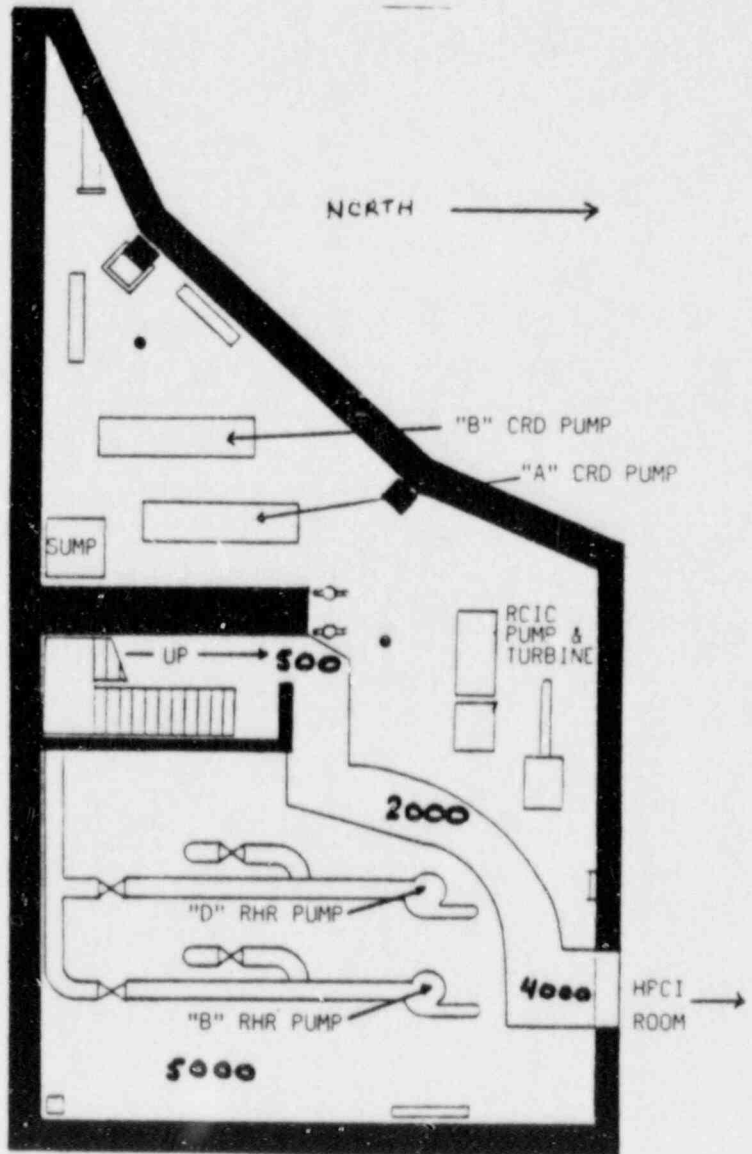 NORTH
"B" CRD PUMP
"A" CRD PUMP
SUMP
RCIC
PUMP &
TURBINE
UP
500
2000
"D" RHR PUMP
4000
HPCI
ROOM
"B" RHR PUMP
5000